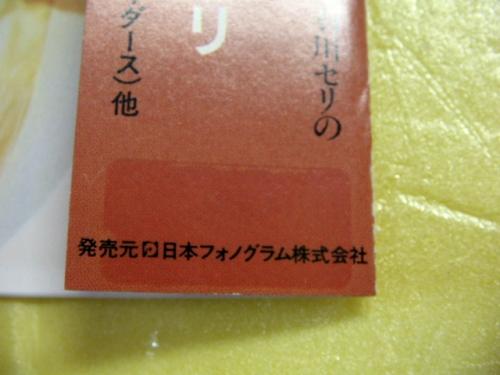 川セリの
リ
ダース)他
発売元 日本フォノグラム株式会社